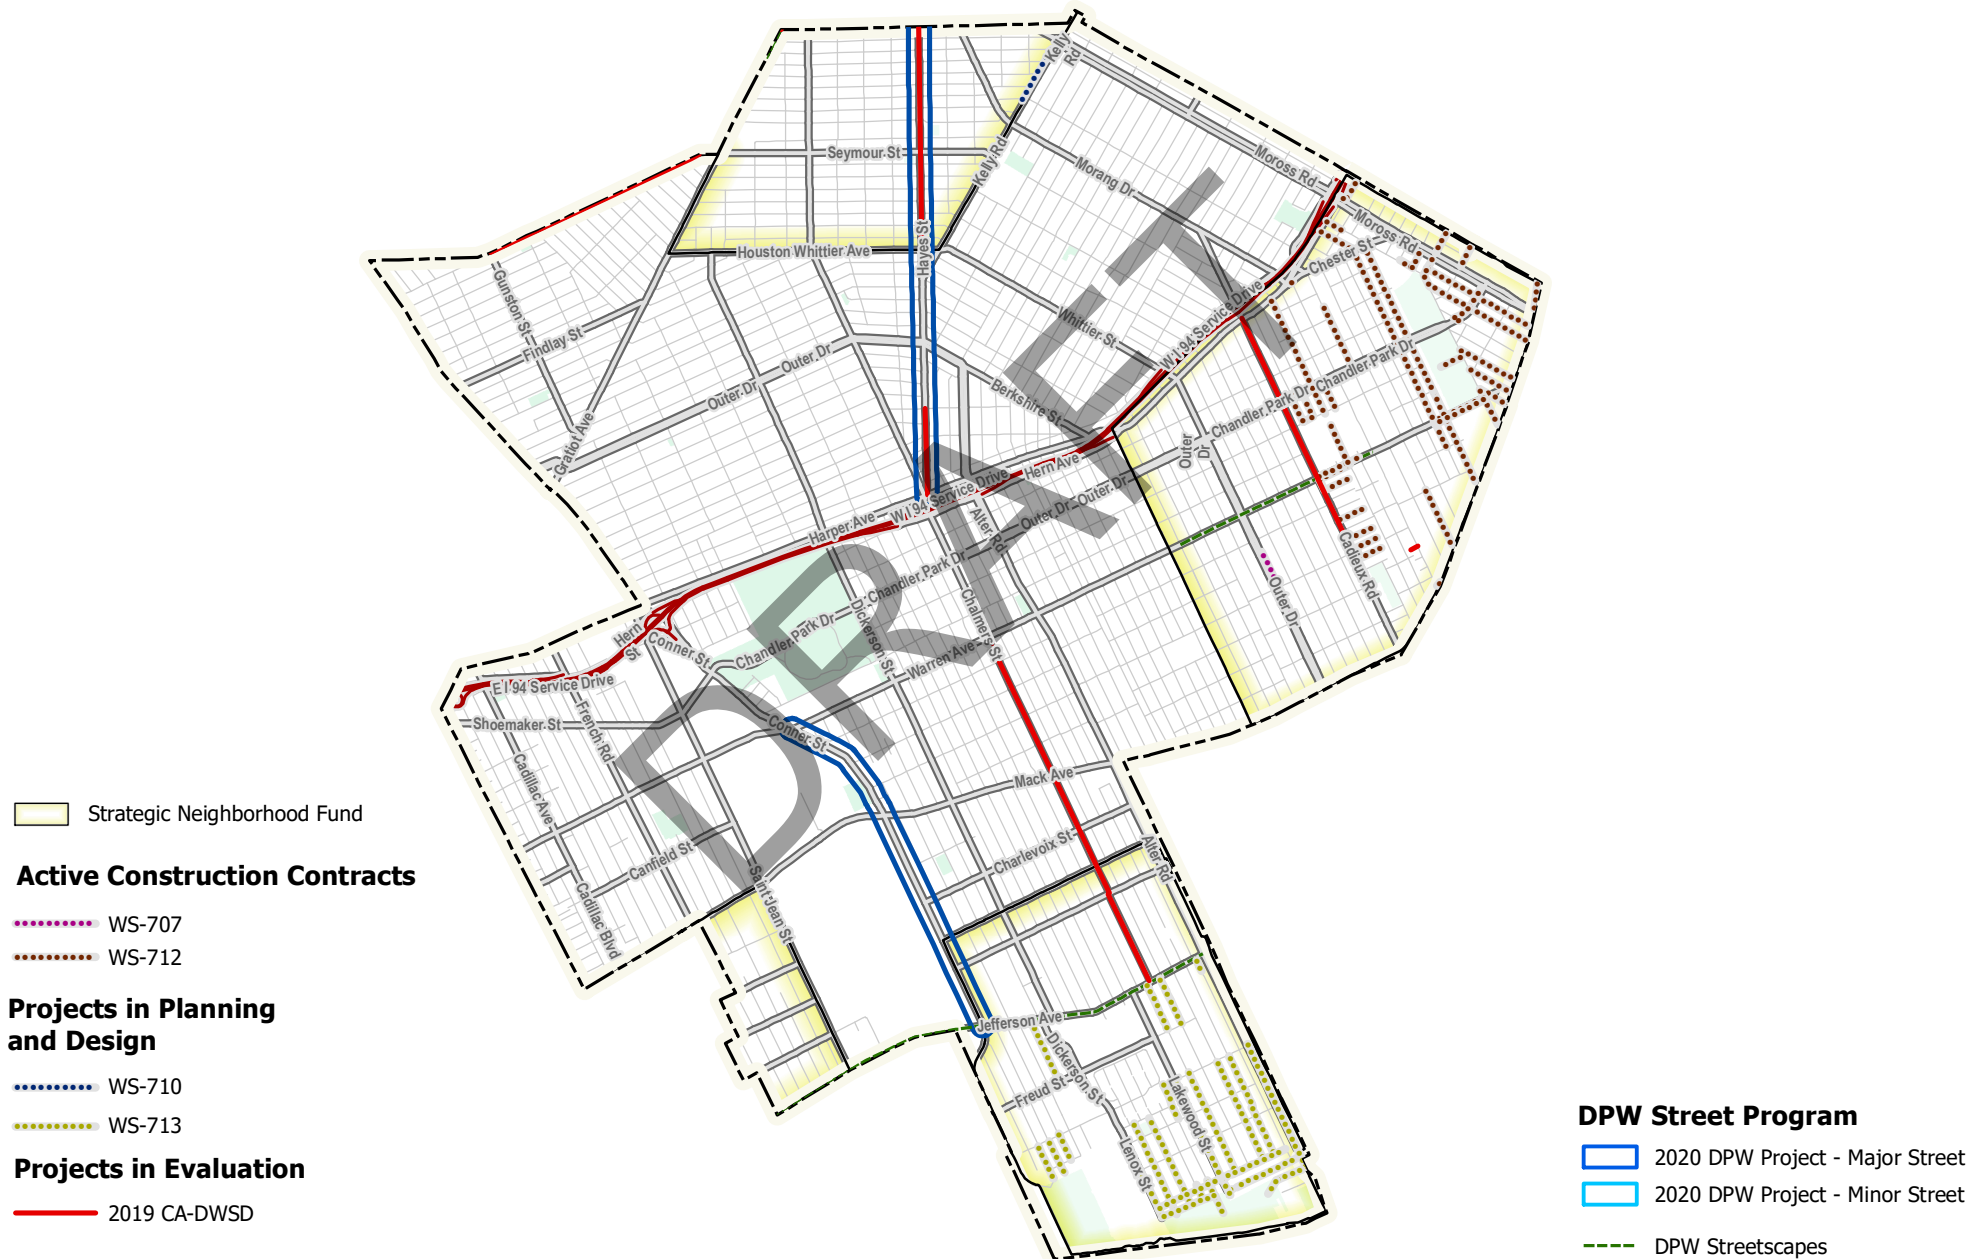 Kelly Rd
Seymour St
Kelly Rd
Morang Dr
Moross Rd
Moross Rd
Chester St
Houston Whittier Ave
Hayes St
Gunston St
Findlay St
Whittier St
W I 94 Service Drive
Outer Dr
Outer Dr
Berkshire St
Chandler Park Dr
Chandler Park Dr
Gratiot Ave
Outer Dr
Hern Ave
W I 94 Service Drive
Harper Ave
Outer Dr
Outer Dr
Alter Rd
Cadieux Rd
Chandler Park Dr
Outer Dr
Chalmers St
Dickerson St
Hern St
Conner St
Chandler Park Dr
Warren Ave
E I 94 Service Drive
Shoemaker St
French Rd
Conner St
Cadillac Ave
Mack Ave
Charlevoix St
Alter Rd
Canfield St
Saint Jean St
Cadillac Blvd
Jefferson Ave
Dickerson St
Freud St
Lakewood St
Lenox St
DRAFT
Strategic Neighborhood Fund
Active Construction Contracts
WS-707
WS-712
Projects in Planning
and Design
WS-710
WS-713
Projects in Evaluation
2019 CA-DWSD
DPW Street Program
2020 DPW Project - Major Street
2020 DPW Project - Minor Street
DPW Streetscapes